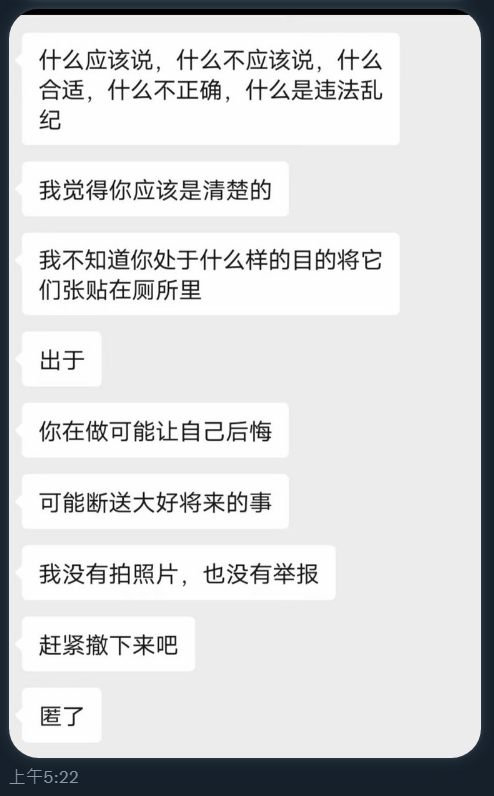 什么应该说，什么不应该说，什么
合适，什么不正确，什么是违法乱
纪
我觉得你应该是清楚的
我不知道你处于什么样的目的将它
们张贴在厕所里
出于
你在做可能让自己后悔
可能断送大好将来的事
我没有拍照片，也没有举报
赶紧撤下来吧
匿了
上午5:22